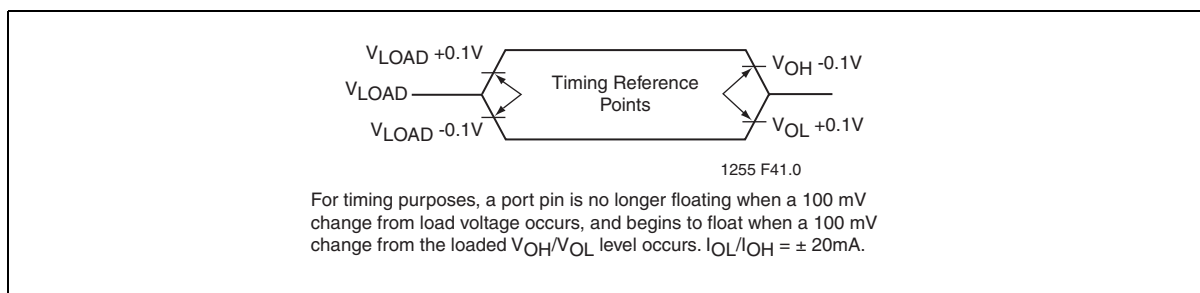 VLOAD +0.1V
VLOAD
VLOAD -0.1V
Timing Reference
Points
VOH -0.1V
VOL +0.1V
1255 F41.0
For timing purposes, a port pin is no longer floating when a 100 mV
change from load voltage occurs, and begins to float when a 100 mV
change from the loaded VOH/VOL level occurs. IOL/IOH = ± 20mA.